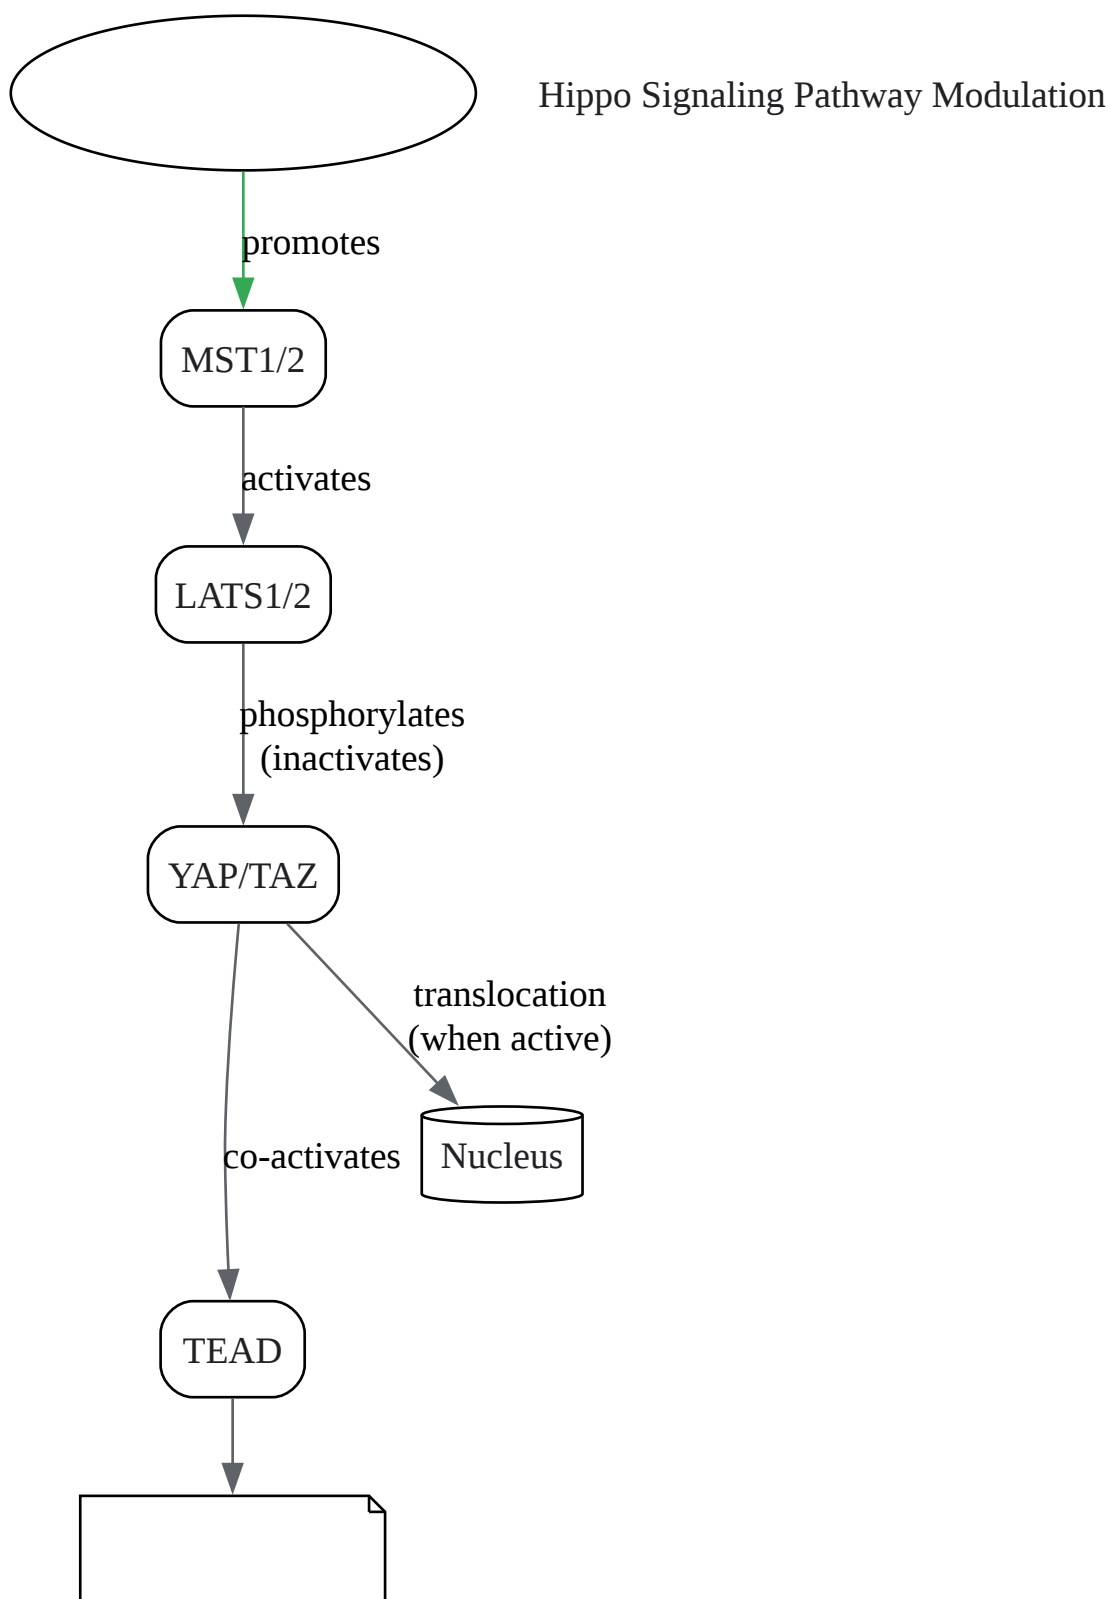 Hippo Signaling Pathway Modulation
promotes
MST1/2
activates
LATS1/2
phosphorylates
(inactivates)
YAP/TAZ
translocation
(when active)
co-activates
Nucleus
TEAD